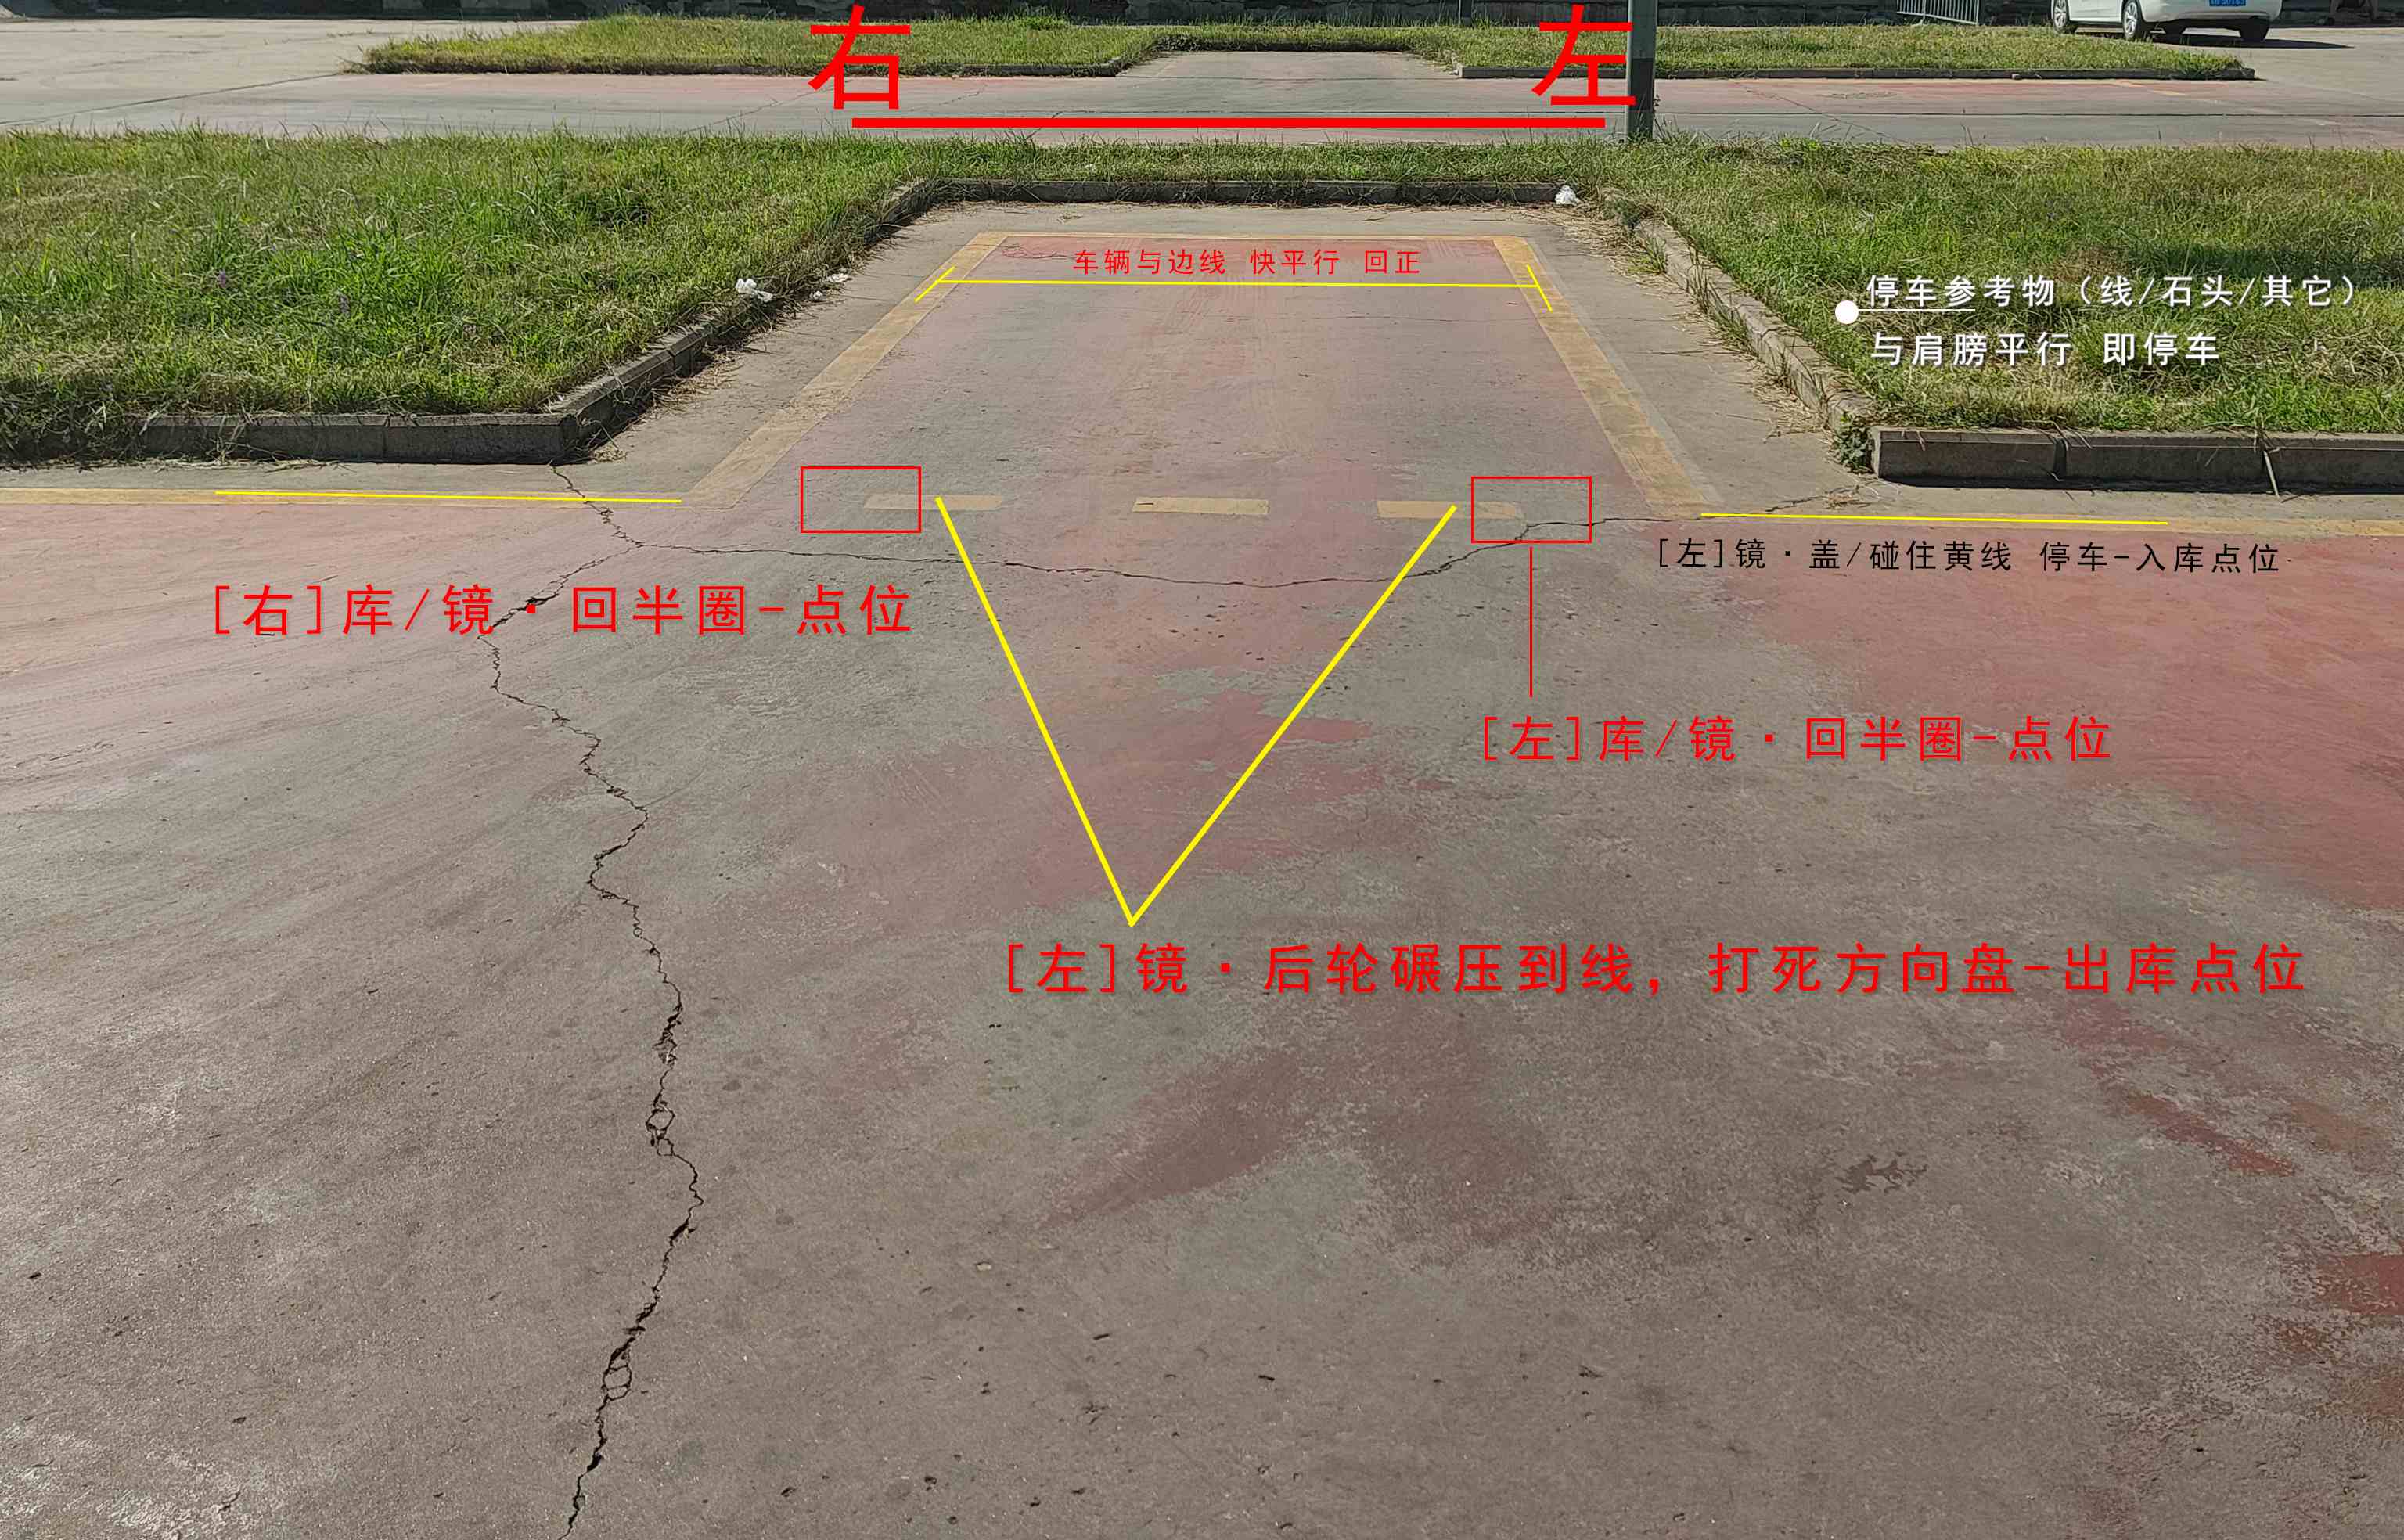 右
左
车辆与边线 快平行 回正
停车参考物（线/石头/其它）
与肩膀平行 即停车
[左]镜·盖/碰住黄线 停车-入库点位
[右]库/镜·回半圈-点位
[左]库/镜·回半圈-点位
[左]镜·后轮碾压到线，打死方向盘-出库点位